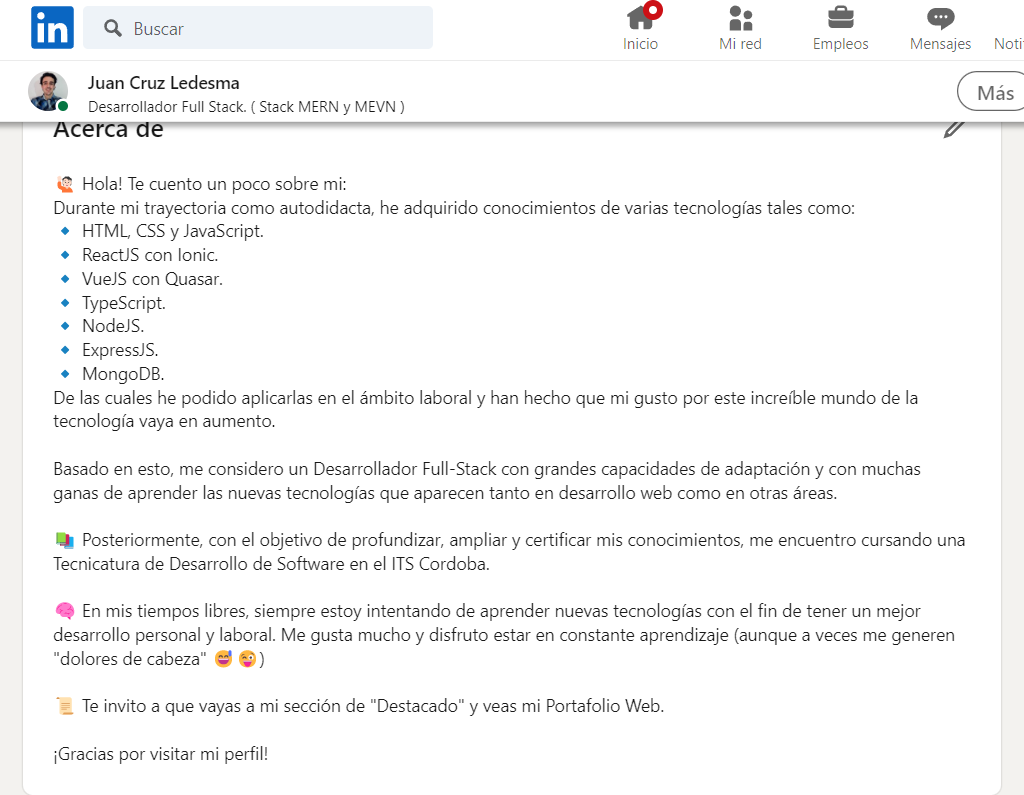 in
Buscar
Inicio
Mi red
Empleos
Mensajes
Noti
Juan Cruz Ledesma
Desarrollador Full Stack. ( Stack MERN y MEVN )
Más
Acerca de
🙋🏻 Hola! Te cuento un poco sobre mi:
Durante mi trayectoria como autodidacta, he adquirido conocimientos de varias tecnologías tales como:
🔹 HTML, CSS y JavaScript.
🔹 ReactJS con Ionic.
🔹 VueJS con Quasar.
🔹 TypeScript.
🔹 NodeJS.
🔹 ExpressJS.
🔹 MongoDB.
De las cuales he podido aplicarlas en el ámbito laboral y han hecho que mi gusto por este increíble mundo de la
tecnología vaya en aumento.
Basado en esto, me considero un Desarrollador Full-Stack con grandes capacidades de adaptación y con muchas
ganas de aprender las nuevas tecnologías que aparecen tanto en desarrollo web como en otras áreas.
📚 Posteriormente, con el objetivo de profundizar, ampliar y certificar mis conocimientos, me encuentro cursando una
Tecnicatura de Desarrollo de Software en el ITS Cordoba.
🧠 En mis tiempos libres, siempre estoy intentando de aprender nuevas tecnologías con el fin de tener un mejor
desarrollo personal y laboral. Me gusta mucho y disfruto estar en constante aprendizaje (aunque a veces me generen
"dolores de cabeza" 😅😜)
📜 Te invito a que vayas a mi sección de "Destacado" y veas mi Portafolio Web.
¡Gracias por visitar mi perfil!